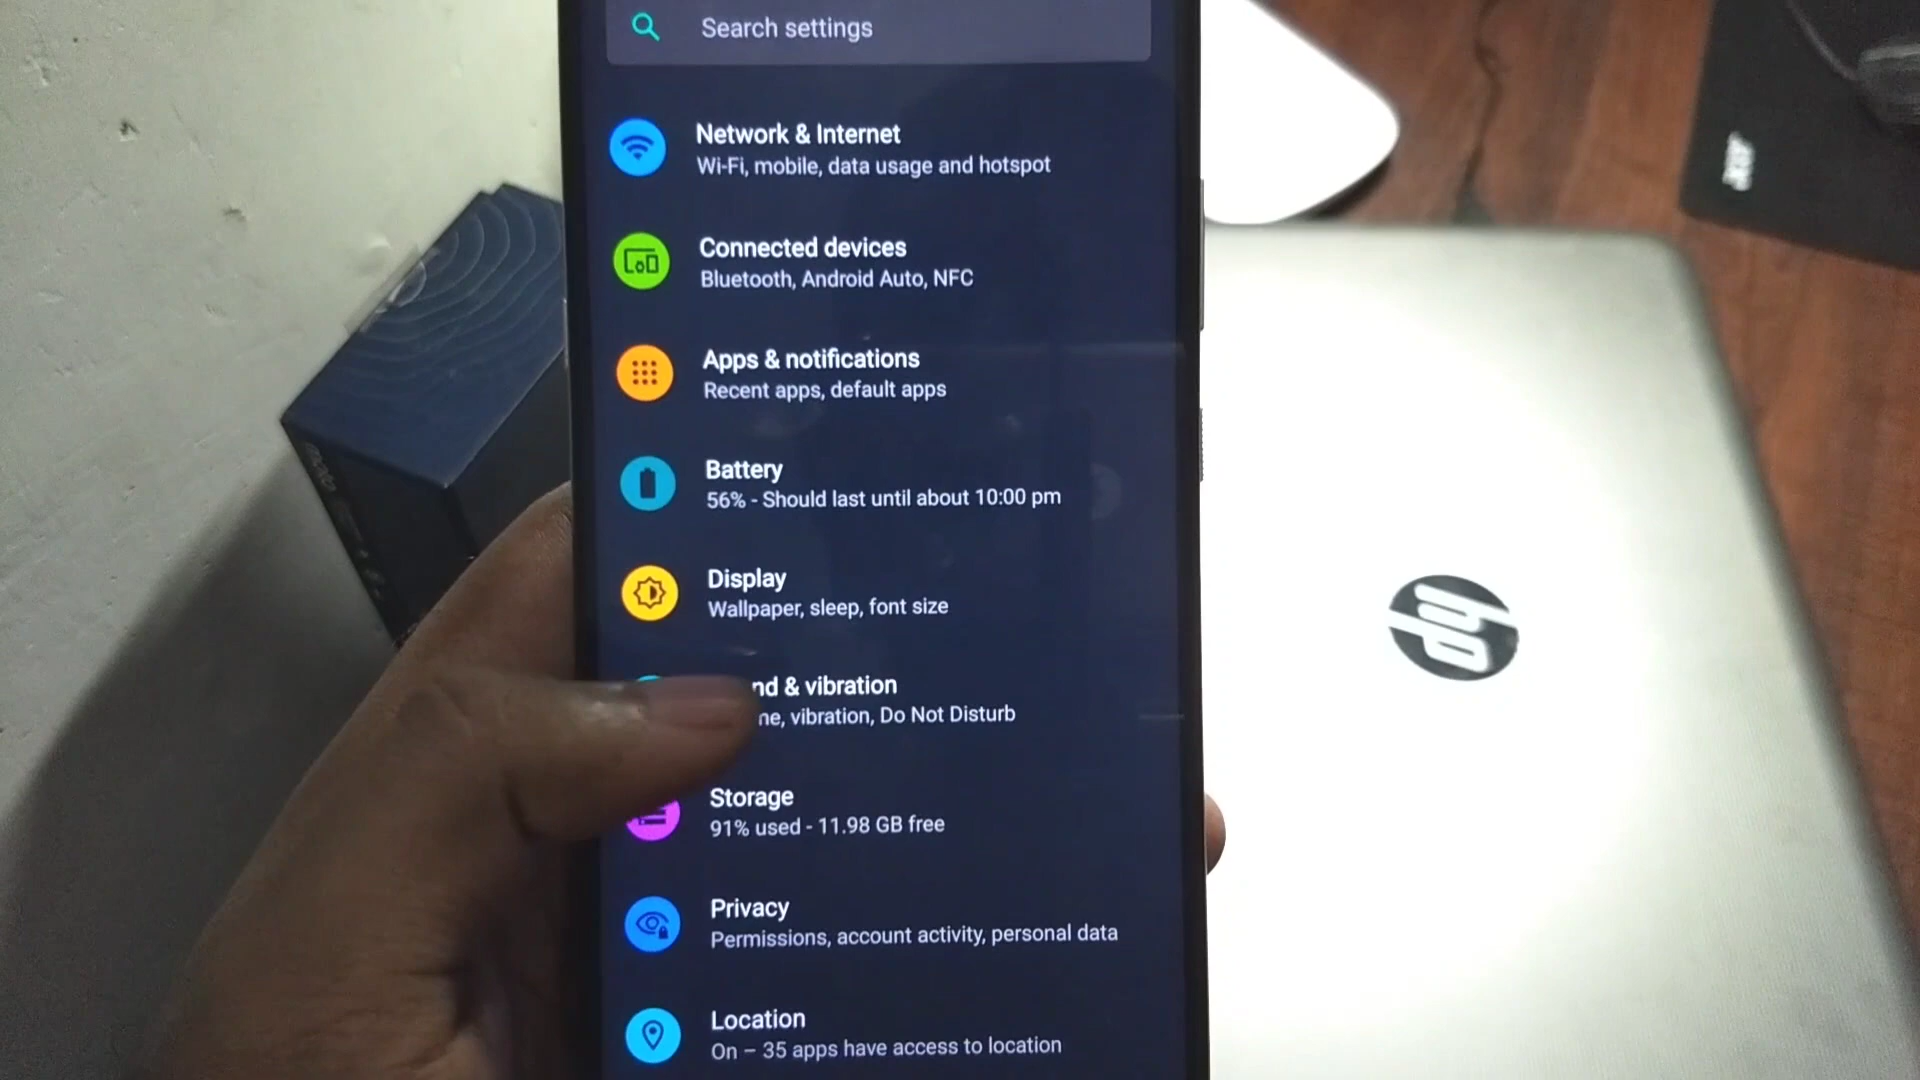 Search settings
Network & Internet
Wi-Fi, mobile, data usage and hotspot
Connected devices
Bluetooth, Android Auto, NFC
Apps & notifications
Recent apps, default apps
Battery
56% - Should last until about 10:00 pm
Display
Wallpaper, sleep, font size
& vibration
vibration, Do Not Disturb
Storage
91% used - 11.98 GB free
Privacy
Permissions, account activity, personal data
Location
On – 35 apps have access to location
hp